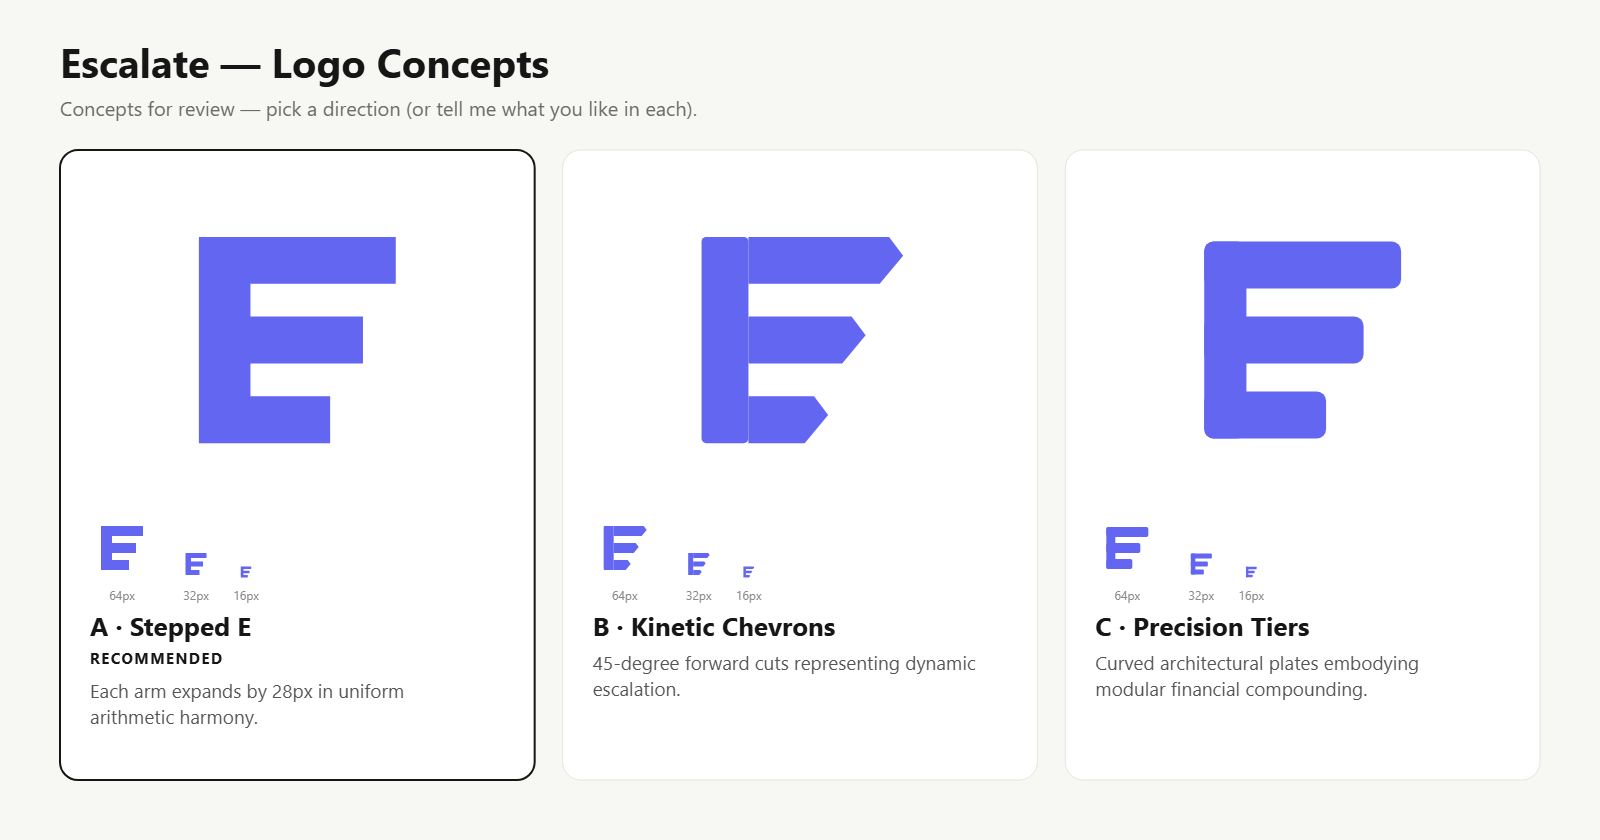 Escalate — Logo Concepts
Concepts for review — pick a direction (or tell me what you like in each).
64px 32px 16px
A · Stepped E
RECOMMENDED
Each arm expands by 28px in uniform
arithmetic harmony.
64px 32px 16px
B · Kinetic Chevrons
45-degree forward cuts representing dynamic
escalation.
64px 32px 16px
C · Precision Tiers
Curved architectural plates embodying
modular financial compounding.